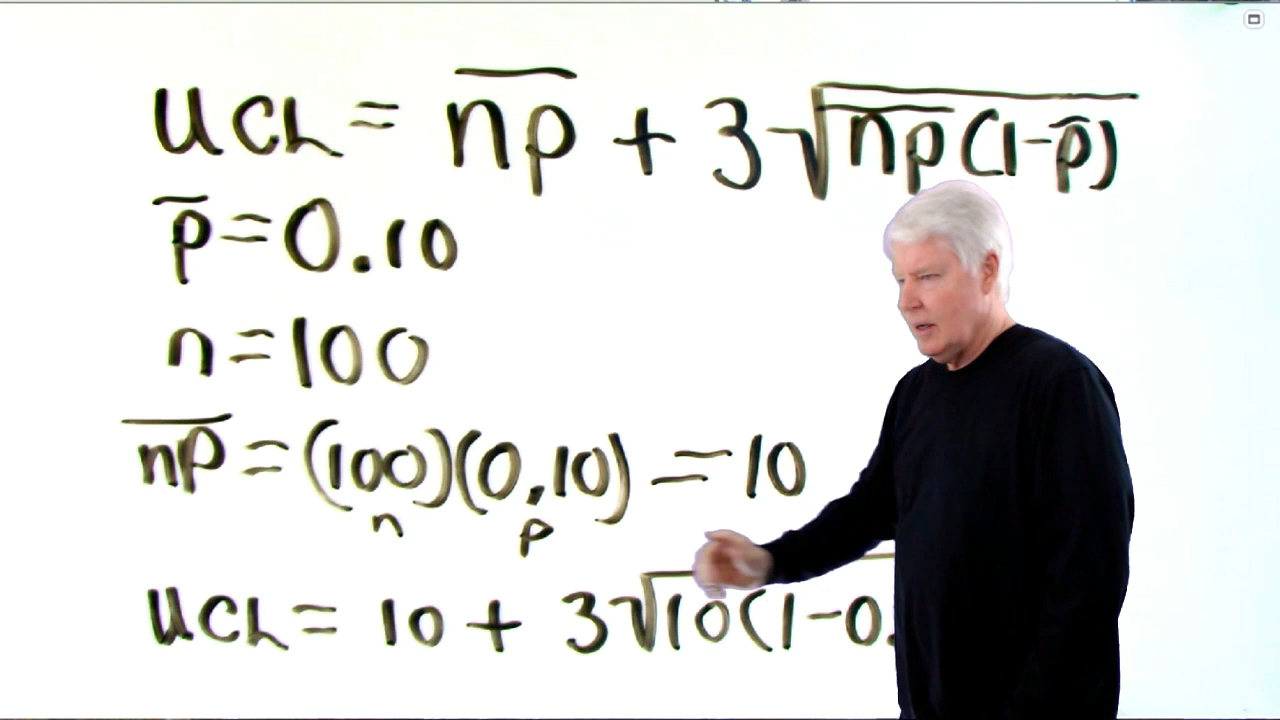 UCL = n̅p̅ + 3√n̅p̅(1-p̅)
p̅ = 0.10
n = 100
n̅p̅ = (100)(0.10) = 10
n p
UCL = 10 + 3√10(1-0.